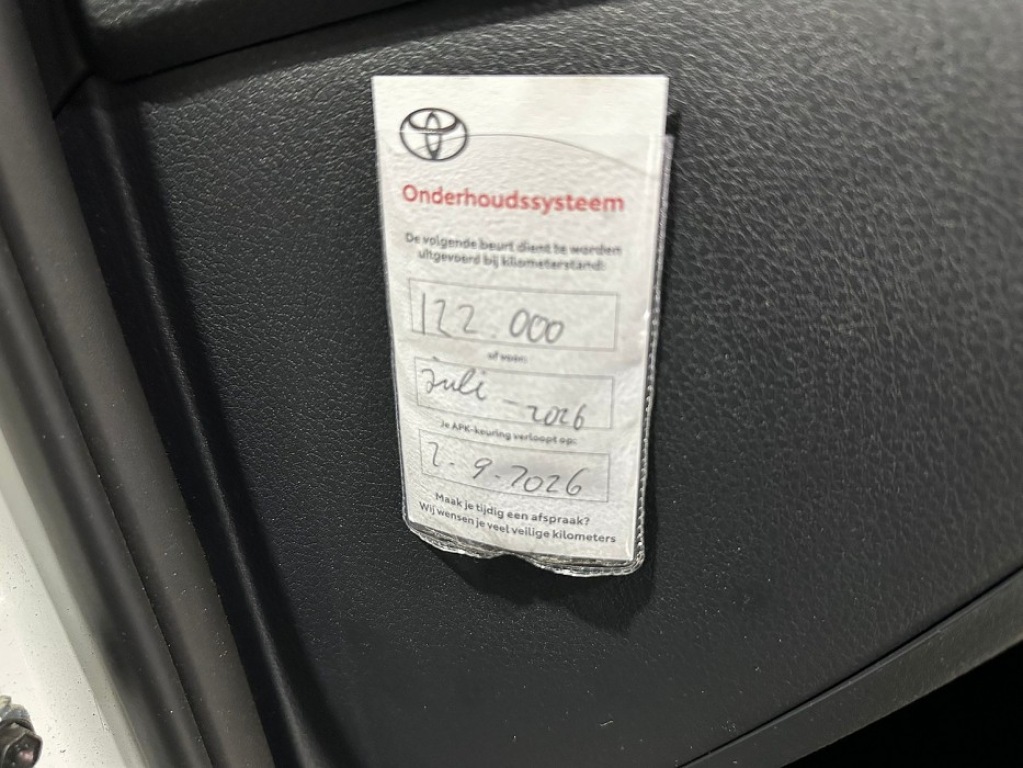 Onderhoudssysteem
De volgende beurt dient te worden
uitgevoerd bij kilometerstand:
122.000
of voor:
Juli - 2026
Je APK-keuring verloopt op:
2.9.2026
Maak je tijdig een afspraak?
Wij wensen je veel veilige kilometers